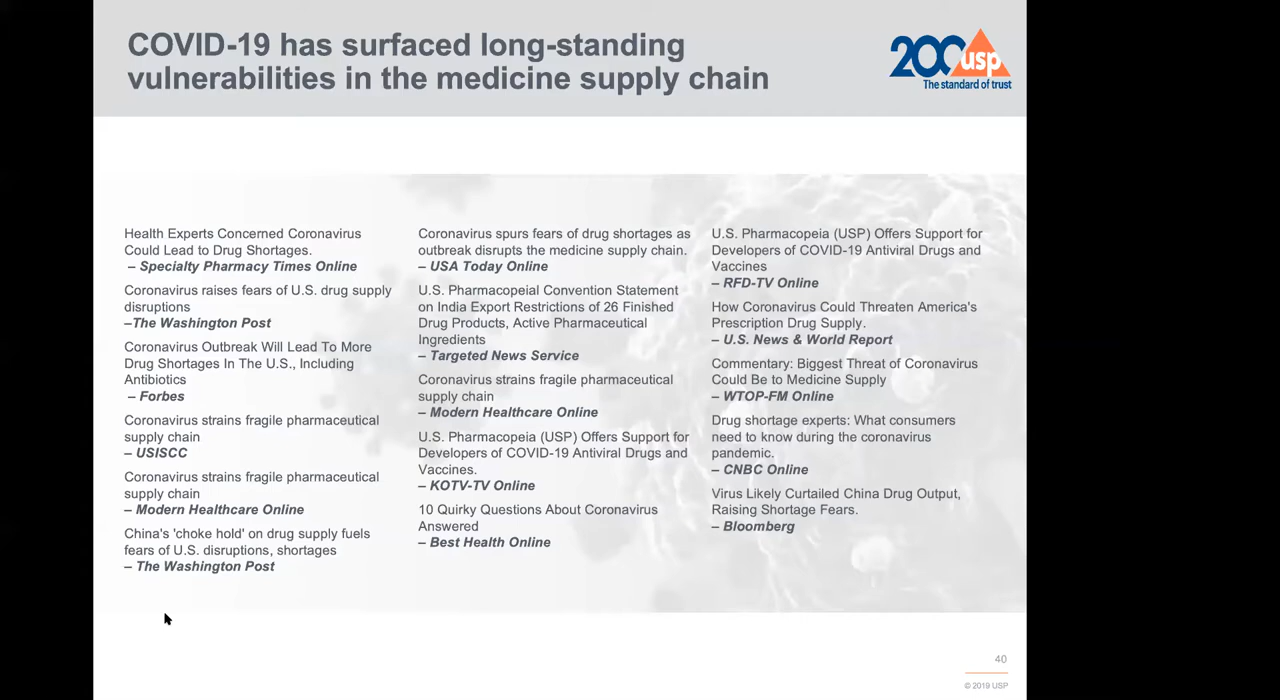 COVID-19 has surfaced long-standing
vulnerabilities in the medicine supply chain
200 usp
The standard of trust
Health Experts Concerned Coronavirus
Could Lead to Drug Shortages.
– Specialty Pharmacy Times Online
Coronavirus raises fears of U.S. drug supply
disruptions
–The Washington Post
Coronavirus Outbreak Will Lead To More
Drug Shortages In The U.S., Including
Antibiotics
– Forbes
Coronavirus strains fragile pharmaceutical
supply chain
– USISCC
Coronavirus strains fragile pharmaceutical
supply chain
– Modern Healthcare Online
China's 'choke hold' on drug supply fuels
fears of U.S. disruptions, shortages
– The Washington Post
Coronavirus spurs fears of drug shortages as
outbreak disrupts the medicine supply chain.
– USA Today Online
U.S. Pharmacopeial Convention Statement
on India Export Restrictions of 26 Finished
Drug Products, Active Pharmaceutical
Ingredients
– Targeted News Service
Coronavirus strains fragile pharmaceutical
supply chain
– Modern Healthcare Online
U.S. Pharmacopeia (USP) Offers Support for
Developers of COVID-19 Antiviral Drugs and
Vaccines.
– KOTV-TV Online
10 Quirky Questions About Coronavirus
Answered
– Best Health Online
U.S. Pharmacopeia (USP) Offers Support for
Developers of COVID-19 Antiviral Drugs and
Vaccines
– RFD-TV Online
How Coronavirus Could Threaten America's
Prescription Drug Supply.
– U.S. News & World Report
Commentary: Biggest Threat of Coronavirus
Could Be to Medicine Supply
– WTOP-FM Online
Drug shortage experts: What consumers
need to know during the coronavirus
pandemic.
– CNBC Online
Virus Likely Curtailed China Drug Output,
Raising Shortage Fears.
– Bloomberg
40
© 2019 USP